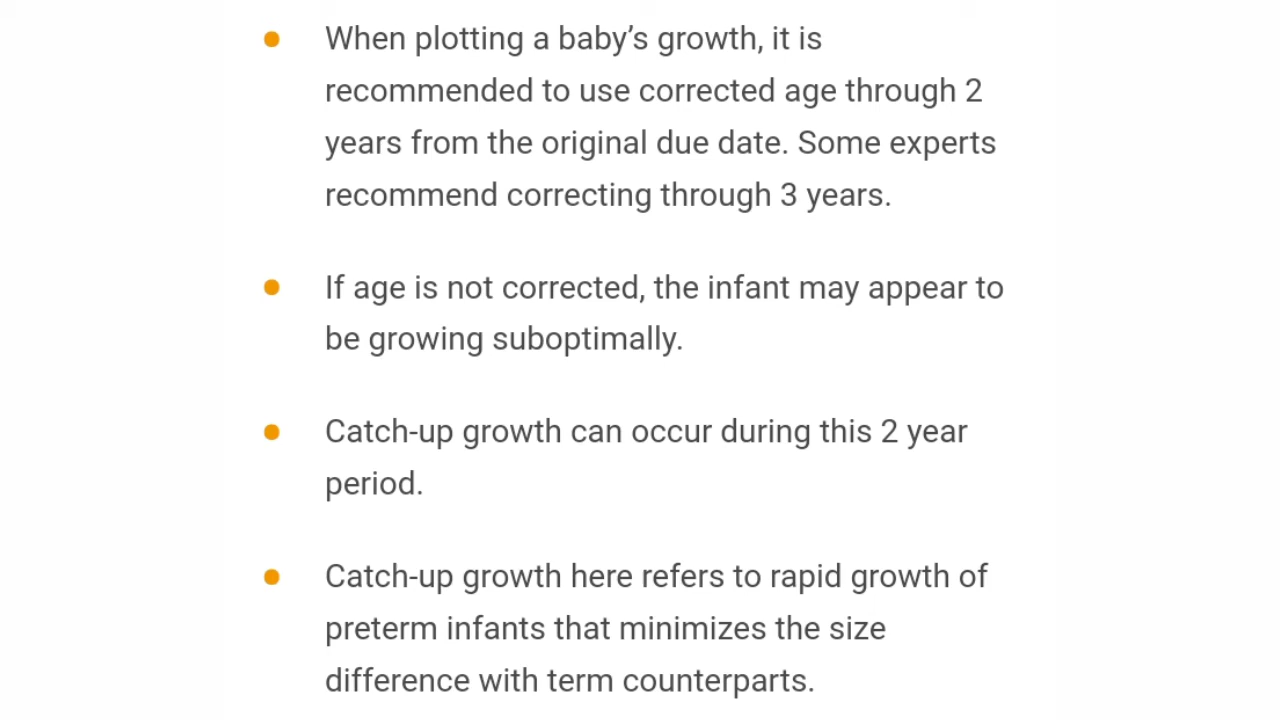 When plotting a baby’s growth, it is
recommended to use corrected age through 2
years from the original due date. Some experts
recommend correcting through 3 years.
If age is not corrected, the infant may appear to
be growing suboptimally.
Catch-up growth can occur during this 2 year
period.
Catch-up growth here refers to rapid growth of
preterm infants that minimizes the size
difference with term counterparts.